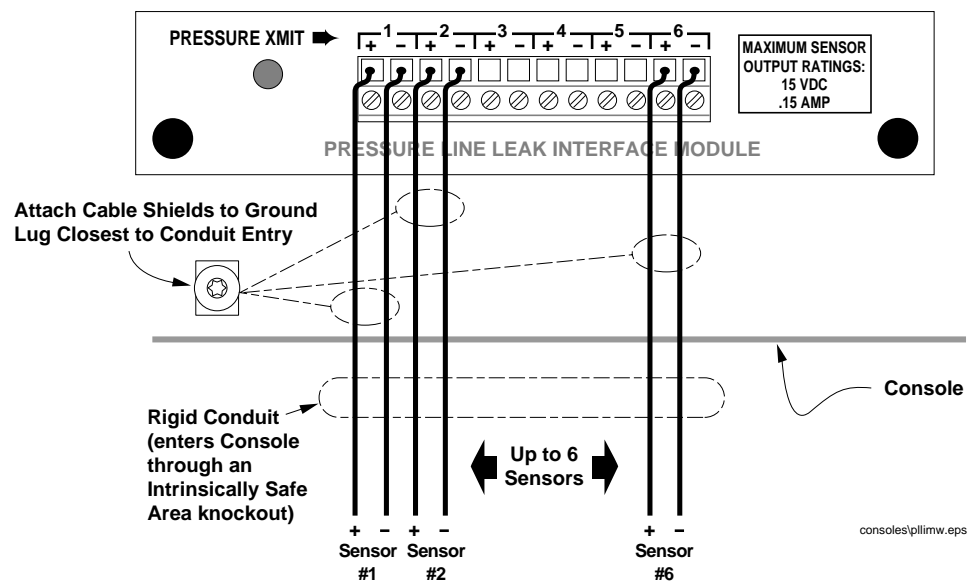 PRESSURE XMIT
1 2 3 4 5 6
+ − + − + − + − + − + −
MAXIMUM SENSOR
OUTPUT RATINGS:
15 VDC
.15 AMP
PRESSURE LINE LEAK INTERFACE MODULE
Attach Cable Shields to Ground
Lug Closest to Conduit Entry
Console
Rigid Conduit
(enters Console
through an
Intrinsically Safe
Area knockout)
Up to 6
Sensors
+ − + − + −
Sensor Sensor Sensor
#1 #2 #6
consoles\pllimw.eps